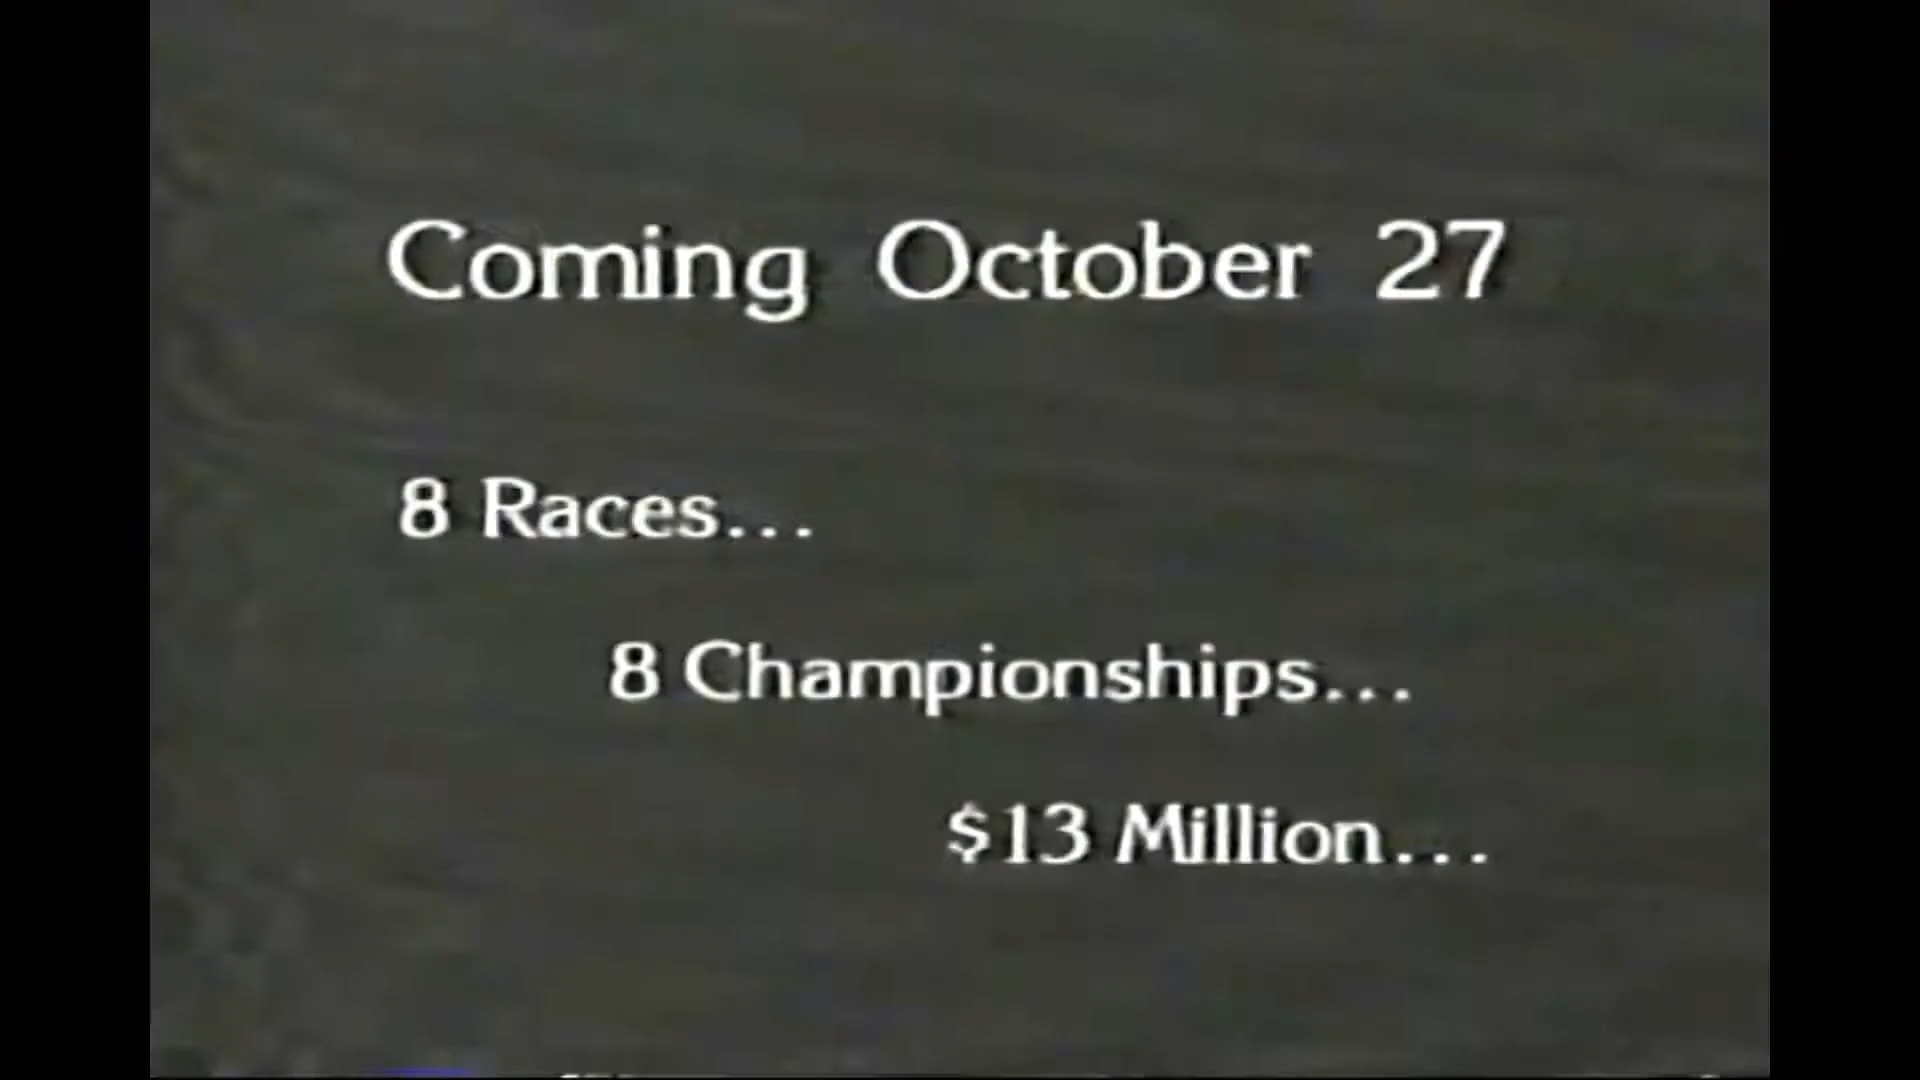 Coming October 27
8 Races...
8 Championships...
$13 Million...